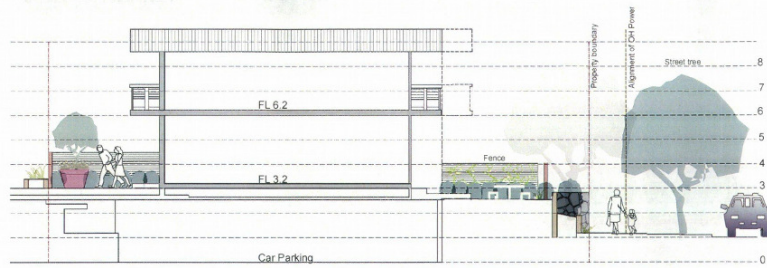 Property boundary
Alignment of OH Power
Street tree
8
7
FL 6.2
6
5
Fence
4
FL 3.2
3
2
1
Car Parking
0